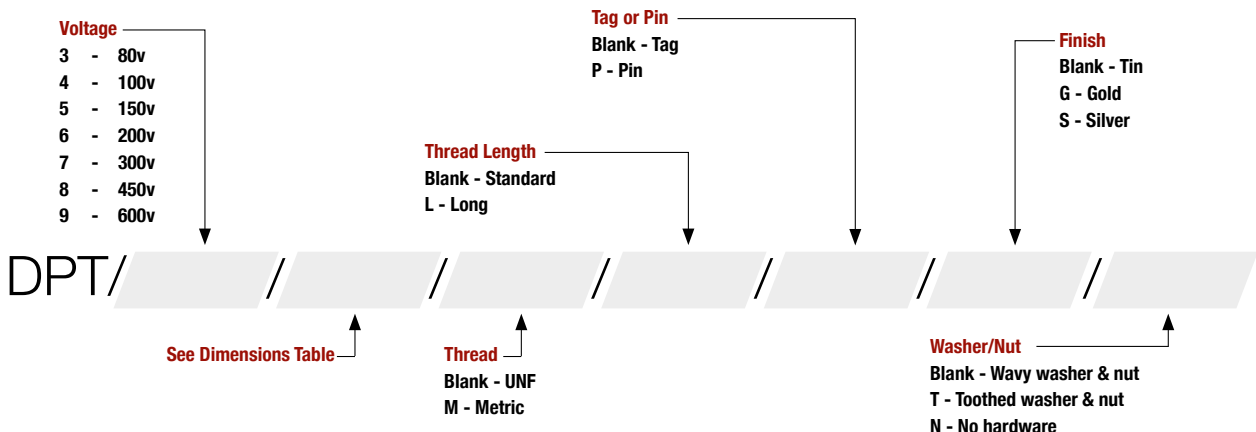 Voltage
3 - 80v
4 - 100v
5 - 150v
6 - 200v
7 - 300v
8 - 450v
9 - 600v
Thread Length
Blank - Standard
L - Long
Tag or Pin
Blank - Tag
P - Pin
Finish
Blank - Tin
G - Gold
S - Silver
DPT/ / / / / / /
See Dimensions Table
Thread
Blank - UNF
M - Metric
Washer/Nut
Blank - Wavy washer & nut
T - Toothed washer & nut
N - No hardware